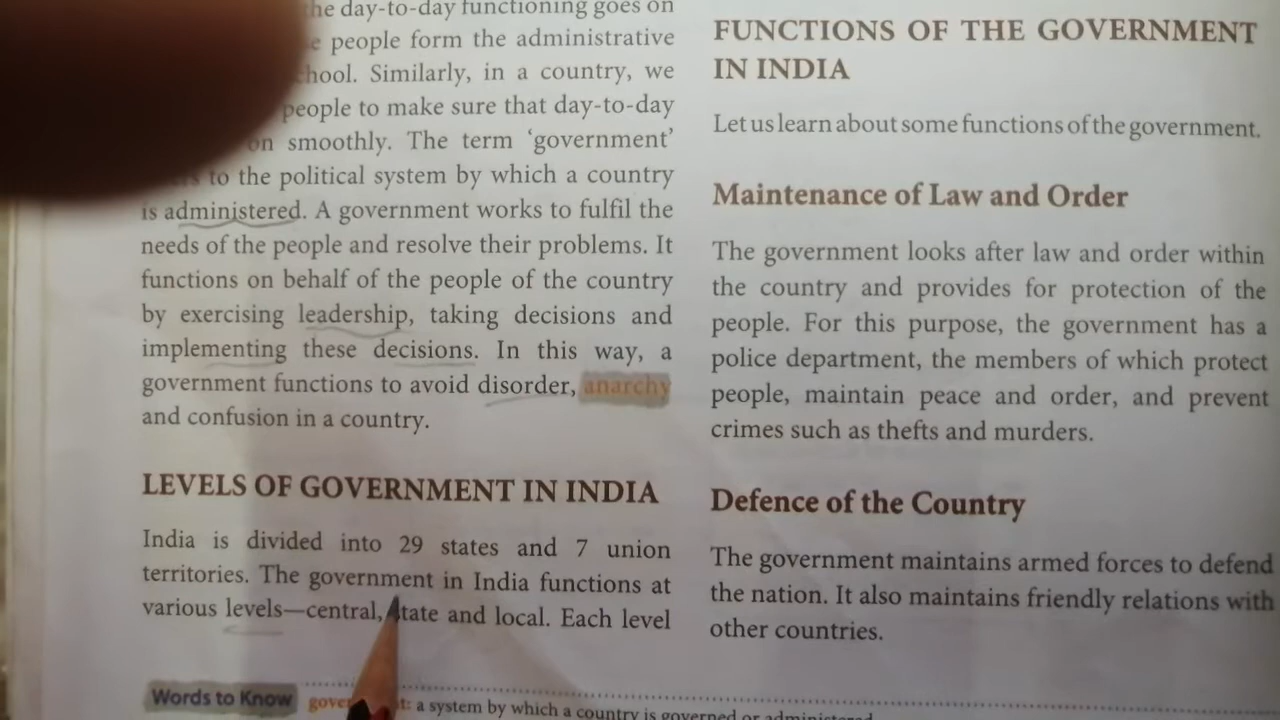 the day-to-day functioning goes on
people form the administrative
Similarly, in a country, we
people to make sure that day-to-day
on smoothly. The term ‘government’
to the political system by which a country
is administered. A government works to fulfil the
needs of the people and resolve their problems. It
functions on behalf of the people of the country
by exercising leadership, taking decisions and
implementing these decisions. In this way, a
government functions to avoid disorder, anarchy
and confusion in a country.
LEVELS OF GOVERNMENT IN INDIA
India is divided into 29 states and 7 union
territories. The government in India functions at
various levels—central, state and local. Each level
Words to Know
a system by which a country is governed or administered
FUNCTIONS OF THE GOVERNMENT
IN INDIA
Let us learn about some functions of the government.
Maintenance of Law and Order
The government looks after law and order within
the country and provides for protection of the
people. For this purpose, the government has a
police department, the members of which protect
people, maintain peace and order, and prevent
crimes such as thefts and murders.
Defence of the Country
The government maintains armed forces to defend
the nation. It also maintains friendly relations with
other countries.